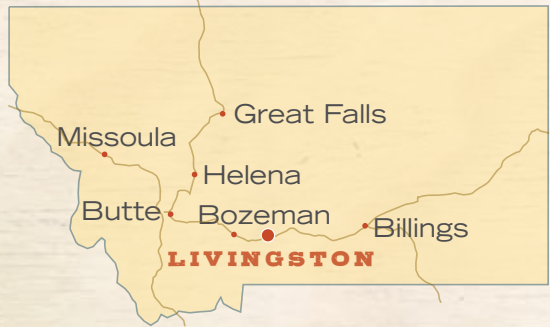 Great Falls
Missoula
Helena
Butte
Bozeman
Billings
LIVINGSTON